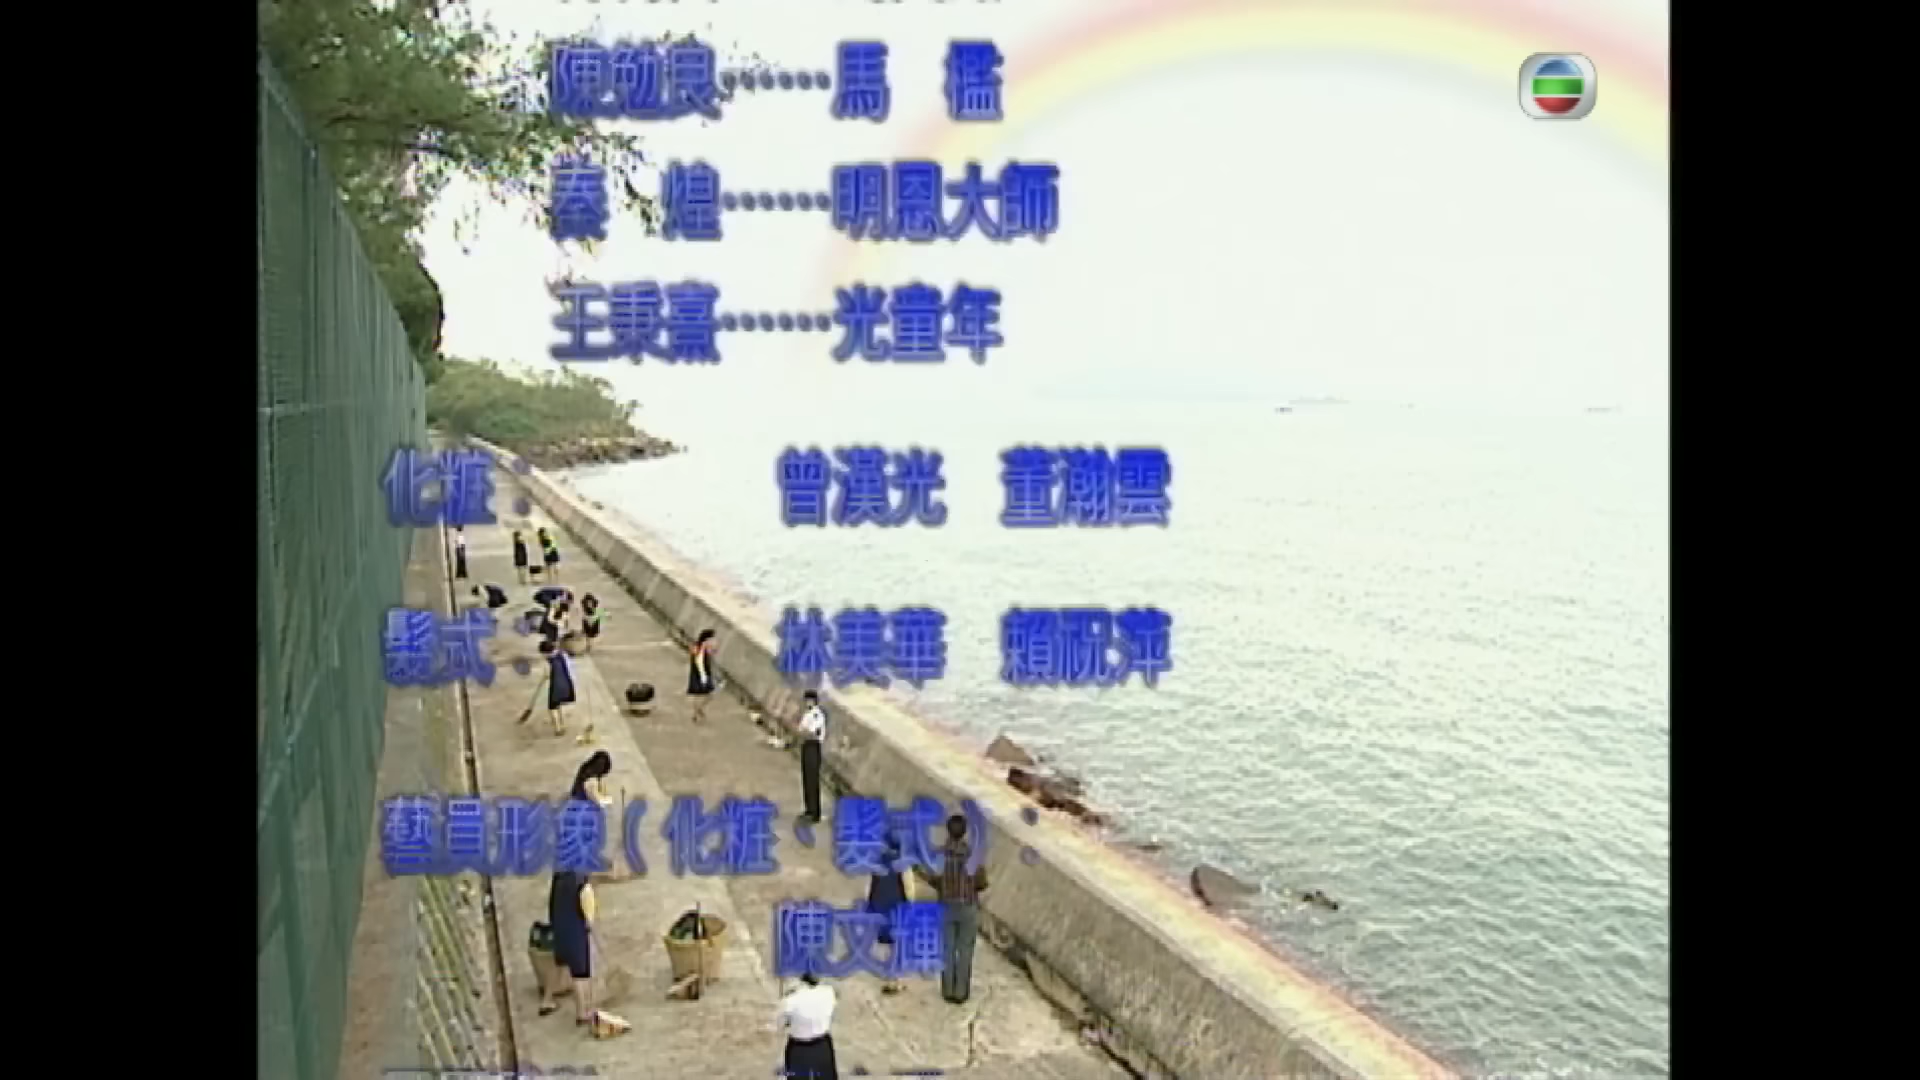 陳勉良……馬　檻
秦　煌……明恩大師
王秉熹……光童年
化粧：　曾漢光　董瀚雲
髮式：　林美華　賴祝萍
藝員形象（化粧、髮式）：
陳文輝